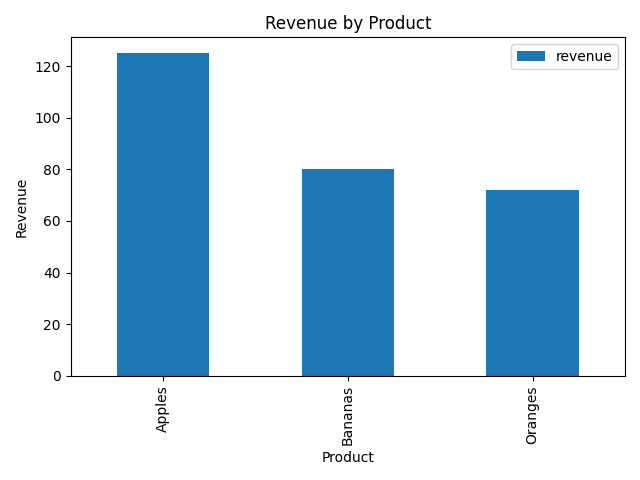 Revenue by Product
revenue
Revenue
120
100
80
60
40
20
0
Apples
Bananas
Oranges
Product